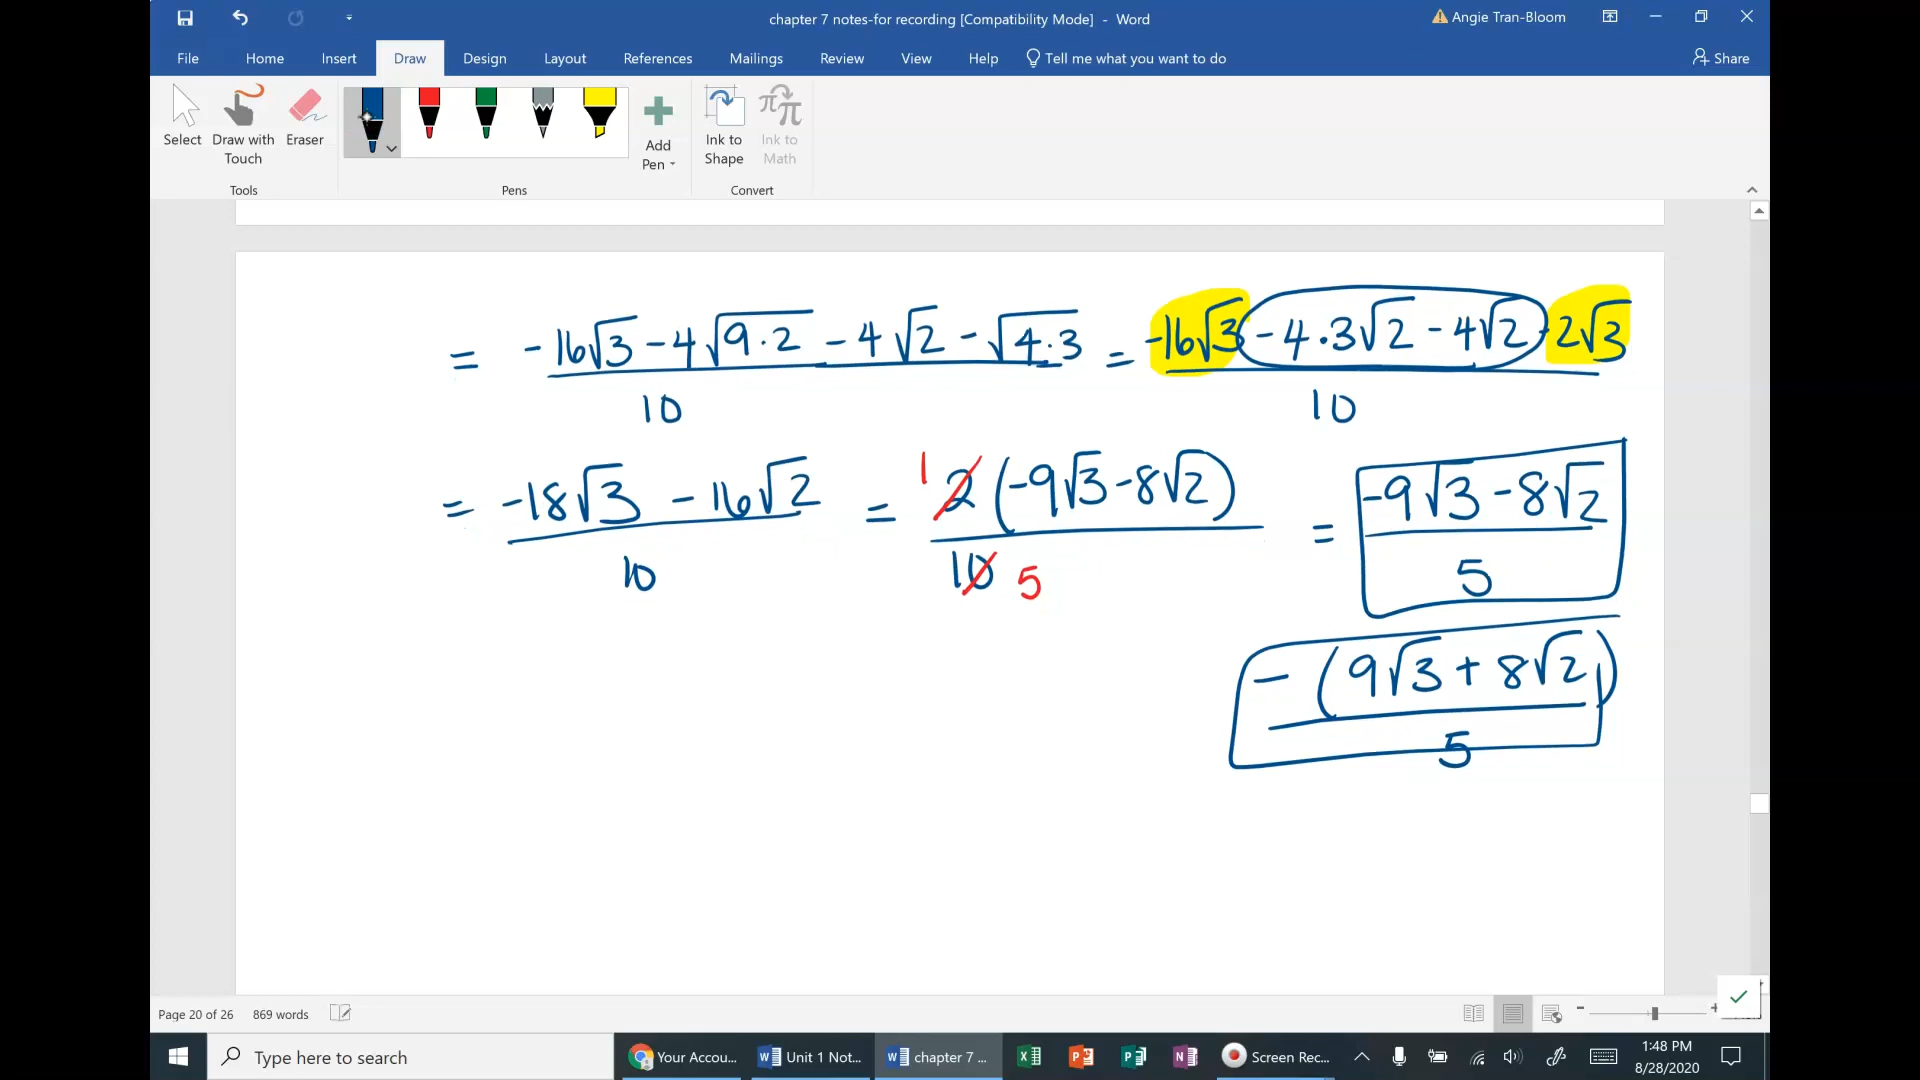 chapter 7 notes-for recording [Compatibility Mode] - Word
Angie Tran-Bloom
File Home Insert Draw Design Layout References Mailings Review View Help Tell me what you want to do Share
Select Draw with Touch Eraser Add Pen Ink to Shape Ink to Math
Tools Pens Convert
= (-16√3 - 4√(9·2) - 4√2 - √(4·3))/10 = (-16√3 - 4·3√2 - 4√2 - 2√3)/10
= (-18√3 - 16√2)/10 = 1 2(-9√3 - 8√2)/10 5 = (-9√3 - 8√2)/5
-(9√3 + 8√2)/5
Page 20 of 26 869 words
Type here to search Your Accou... Unit 1 Not... chapter 7 ... Screen Rec... 1:48 PM
8/28/2020